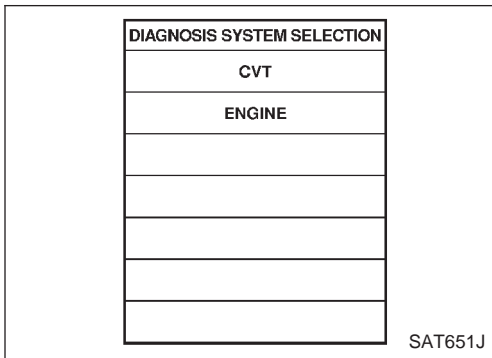 DIAGNOSIS SYSTEM SELECTION
CVT
ENGINE
SAT651J